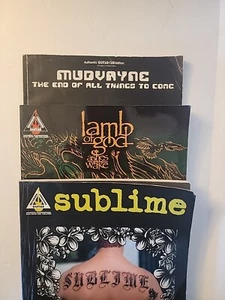 Authentic GUITAR-TAB Edition
MUDVAYNE
THE END OF ALL THINGS TO COME
lamb
of god
sublime
SUBLIME